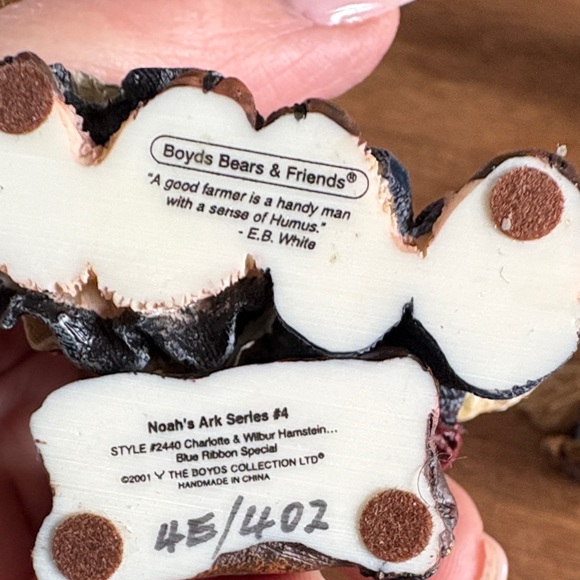 Boyds Bears & Friends®
"A good farmer is a handy man
with a sense of Humus."
- E.B. White
Noah's Ark Series #4
STYLE #2440 Charlotte & Wilbur Hamstein...
Blue Ribbon Special
©2001 THE BOYDS COLLECTION LTD®
HANDMADE IN CHINA
4E/402